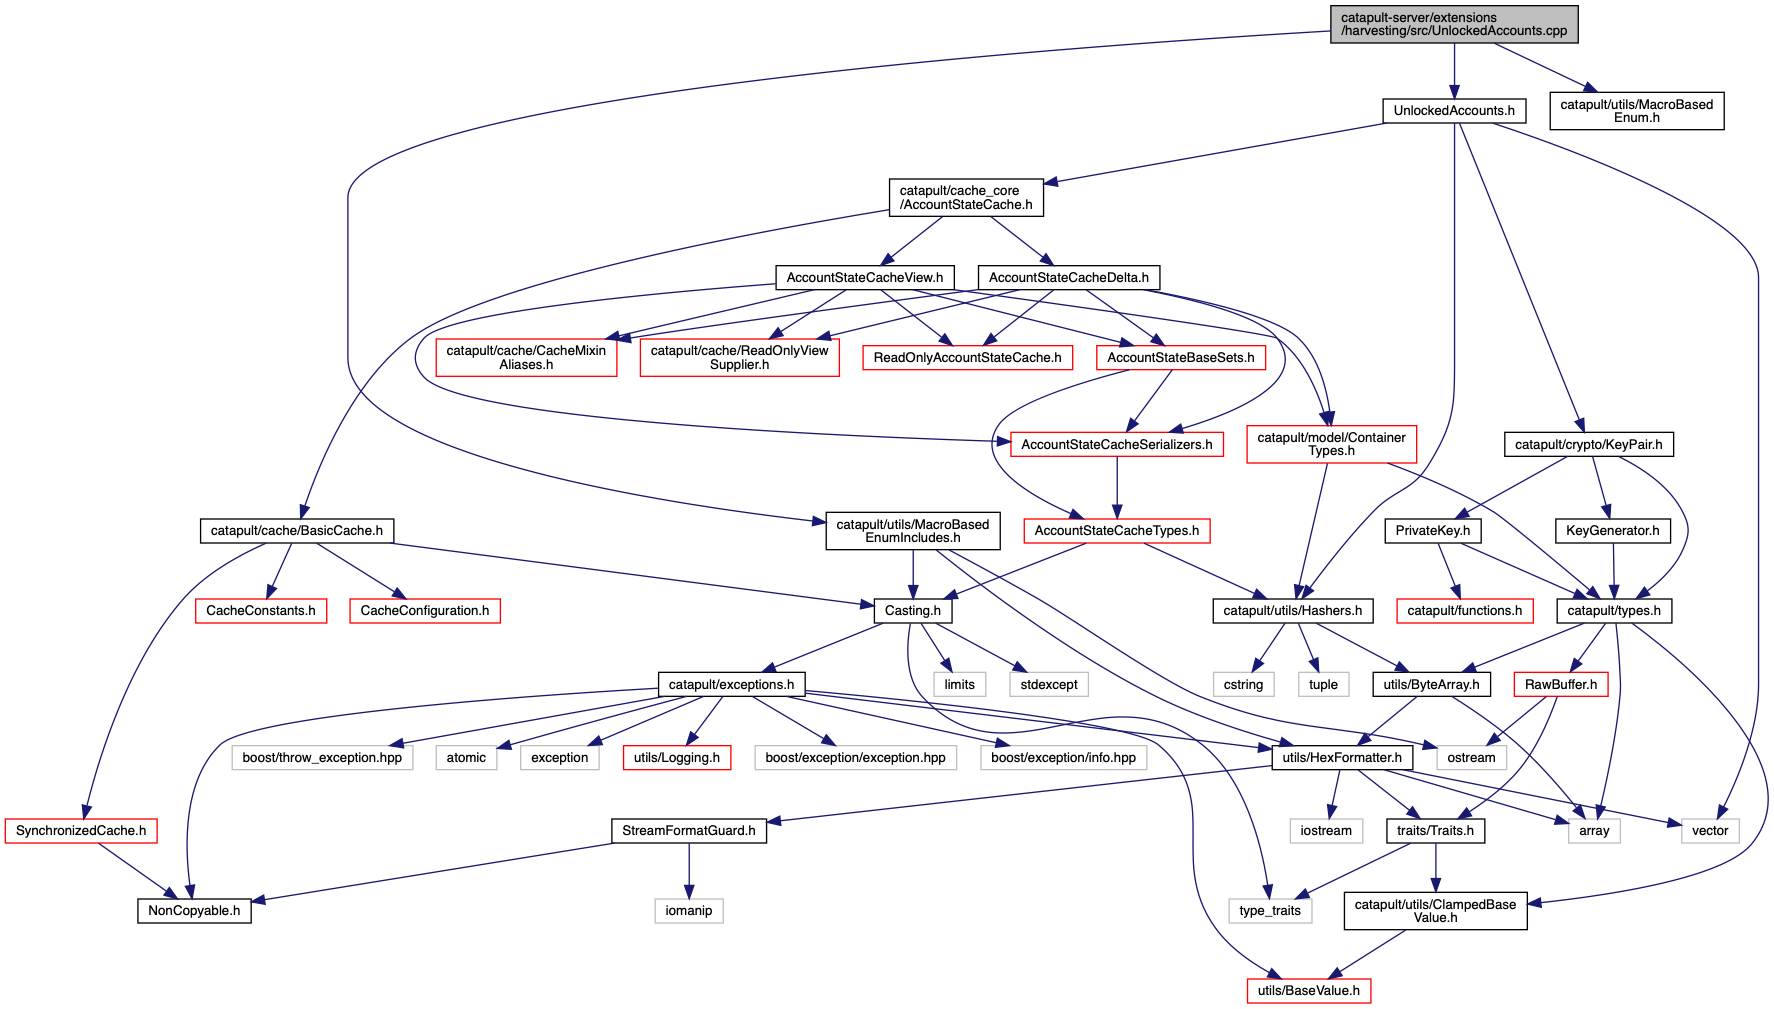 catapult-server/extensions
/harvesting/src/UnlockedAccounts.cpp
UnlockedAccounts.h
catapult/utils/MacroBased
Enum.h
catapult/cache_core
/AccountStateCache.h
AccountStateCacheView.h
AccountStateCacheDelta.h
catapult/cache/CacheMixin
Aliases.h
catapult/cache/ReadOnlyView
Supplier.h
ReadOnlyAccountStateCache.h
AccountStateBaseSets.h
AccountStateCacheSerializers.h
catapult/model/Container
Types.h
catapult/crypto/KeyPair.h
catapult/cache/BasicCache.h
catapult/utils/MacroBased
EnumIncludes.h
AccountStateCacheTypes.h
PrivateKey.h
KeyGenerator.h
CacheConstants.h
CacheConfiguration.h
Casting.h
catapult/utils/Hashers.h
catapult/functions.h
catapult/types.h
catapult/exceptions.h
limits
stdexcept
cstring
tuple
utils/ByteArray.h
RawBuffer.h
boost/throw_exception.hpp
atomic
exception
utils/Logging.h
boost/exception/exception.hpp
boost/exception/info.hpp
utils/HexFormatter.h
ostream
SynchronizedCache.h
StreamFormatGuard.h
iostream
traits/Traits.h
array
vector
NonCopyable.h
iomanip
type_traits
catapult/utils/ClampedBase
Value.h
utils/BaseValue.h